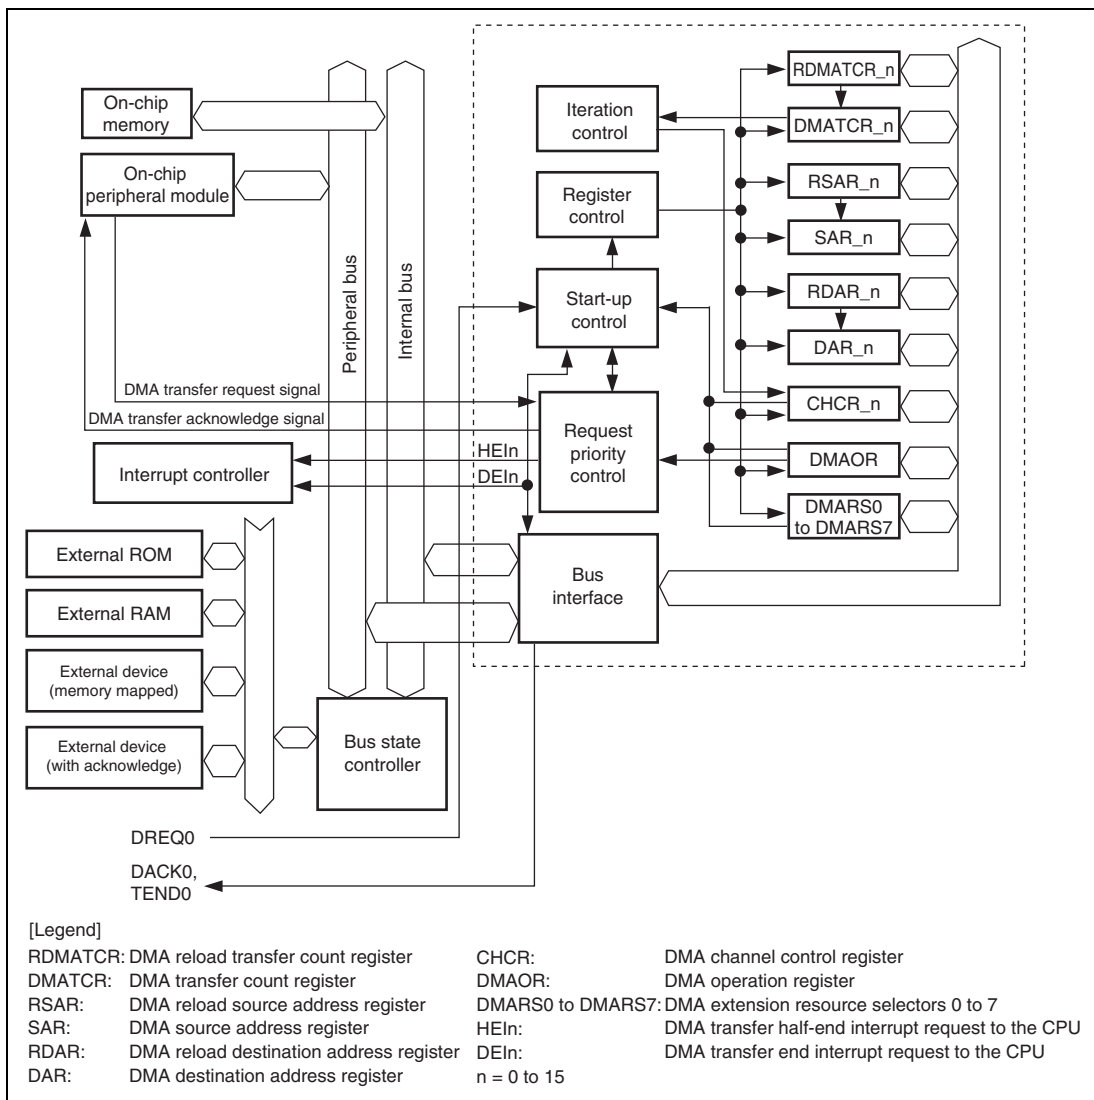 On-chip
memory
On-chip
peripheral module
Peripheral bus
Internal bus
DMA transfer request signal
DMA transfer acknowledge signal
Interrupt controller
HEIn
DEIn
External ROM
External RAM
External device
(memory mapped)
External device
(with acknowledge)
Bus state
controller
DREQ0
DACK0,
TEND0
Iteration
control
Register
control
Start-up
control
Request
priority
control
Bus
interface
RDMATCR_n
DMATCR_n
RSAR_n
SAR_n
RDAR_n
DAR_n
CHCR_n
DMAOR
DMARS0
to DMARS7
[Legend]
RDMATCR: DMA reload transfer count register
DMATCR: DMA transfer count register
RSAR: DMA reload source address register
SAR: DMA source address register
RDAR: DMA reload destination address register
DAR: DMA destination address register
CHCR: DMA channel control register
DMAOR: DMA operation register
DMARS0 to DMARS7: DMA extension resource selectors 0 to 7
HEIn: DMA transfer half-end interrupt request to the CPU
DEIn: DMA transfer end interrupt request to the CPU
n = 0 to 15